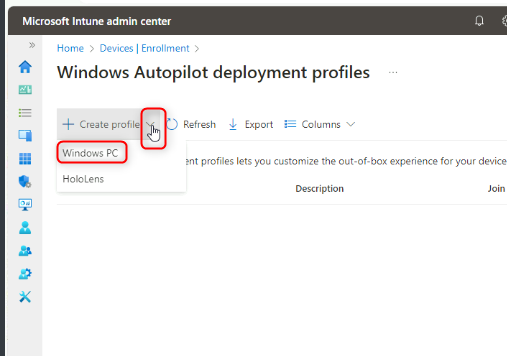 Microsoft Intune admin center
Home > Devices | Enrollment >
Windows Autopilot deployment profiles ...
+ Create profile Refresh Export Columns
Windows PC
ent profiles lets you customize the out-of-box experience for your device
HoloLens
Description Join